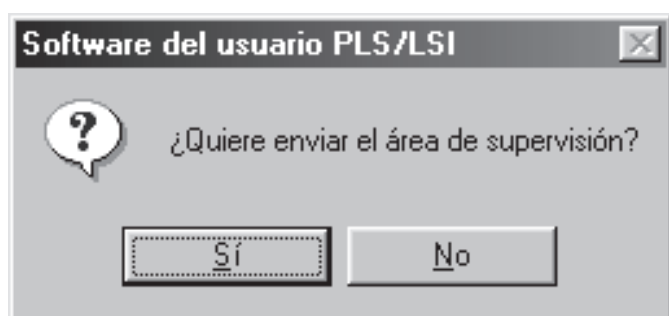 Software del usuario PLS/LSI
¿Quiere enviar el área de supervisión?
Sí
No